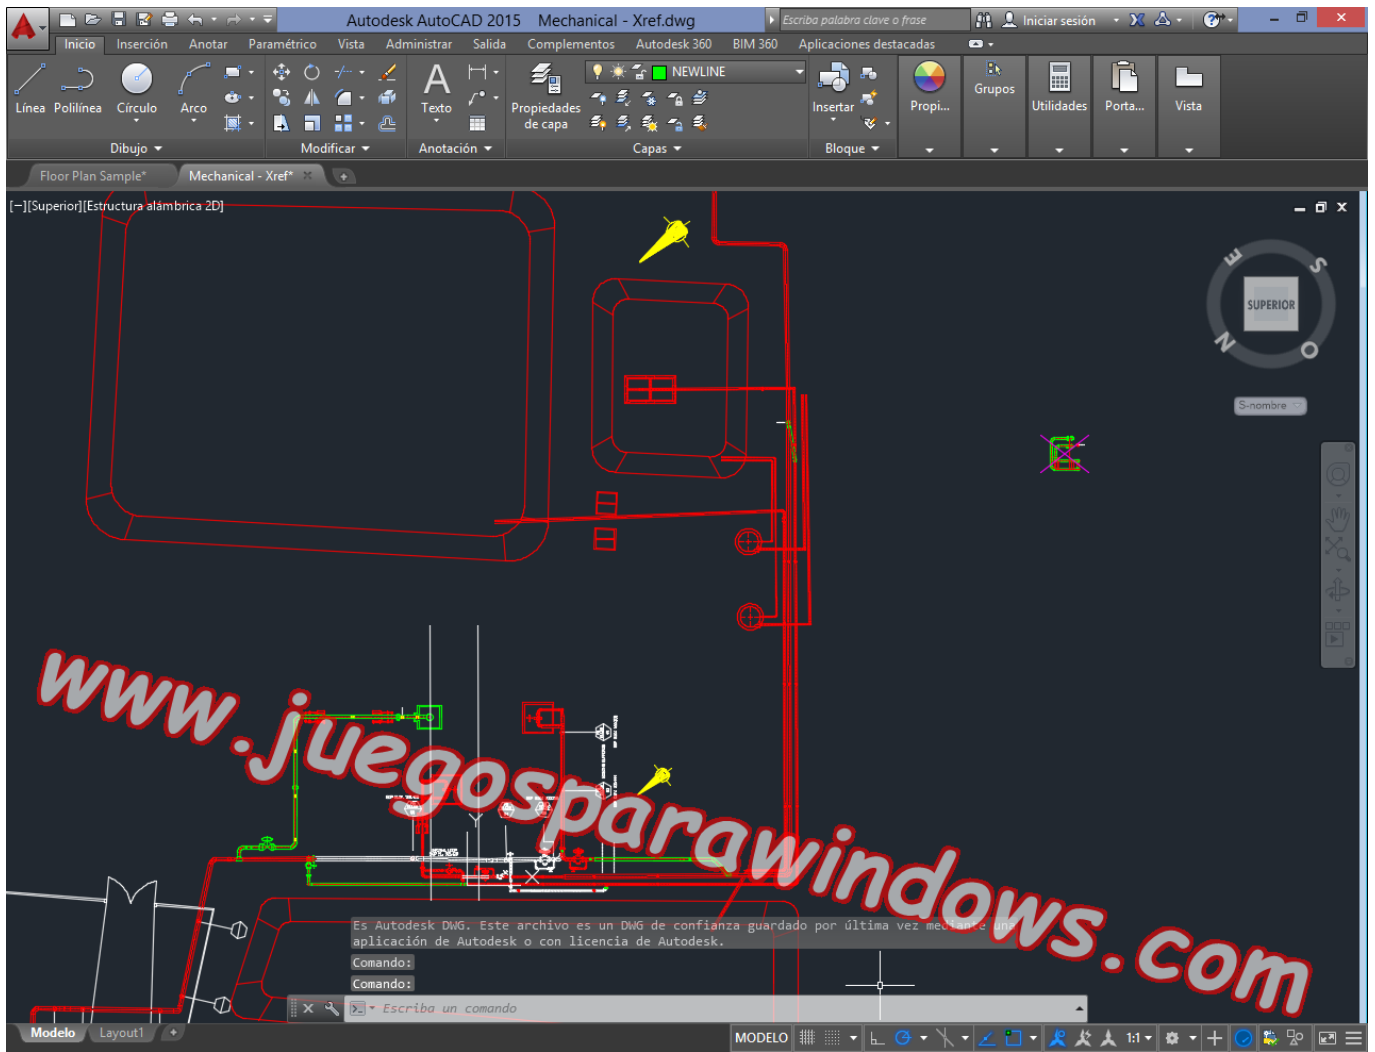 Autodesk AutoCAD 2015 Mechanical - Xref.dwg
Escriba palabra clave o frase
Iniciar sesión
Inicio Inserción Anotar Paramétrico Vista Administrar Salida Complementos Autodesk 360 BIM 360 Aplicaciones destacadas
NEWLINE
Línea Polilínea Círculo Arco
Texto
Propiedades de capa
Insertar
Propi...
Grupos
Utilidades
Porta...
Vista
Dibujo Modificar Anotación Capas Bloque
Floor Plan Sample* Mechanical - Xref*
[−][Superior][Estructura alámbrica 2D]
E S
SUPERIOR
N O
S-nombre
www.juegosparawindows.com
Y
X
Es Autodesk DWG. Este archivo es un DWG de confianza guardado por última vez mediante una
aplicación de Autodesk o con licencia de Autodesk.
Comando:
Comando:
Escriba un comando
Modelo Layout1
MODELO 1:1